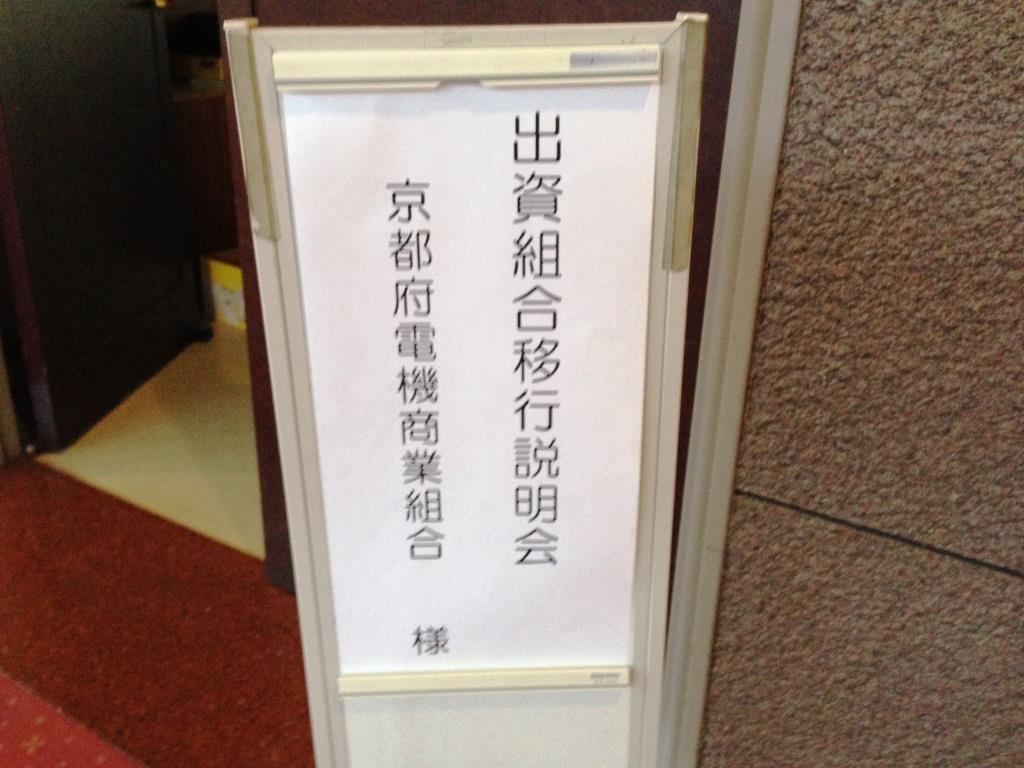 出資組合移行説明会
京都府電機商業組合 様